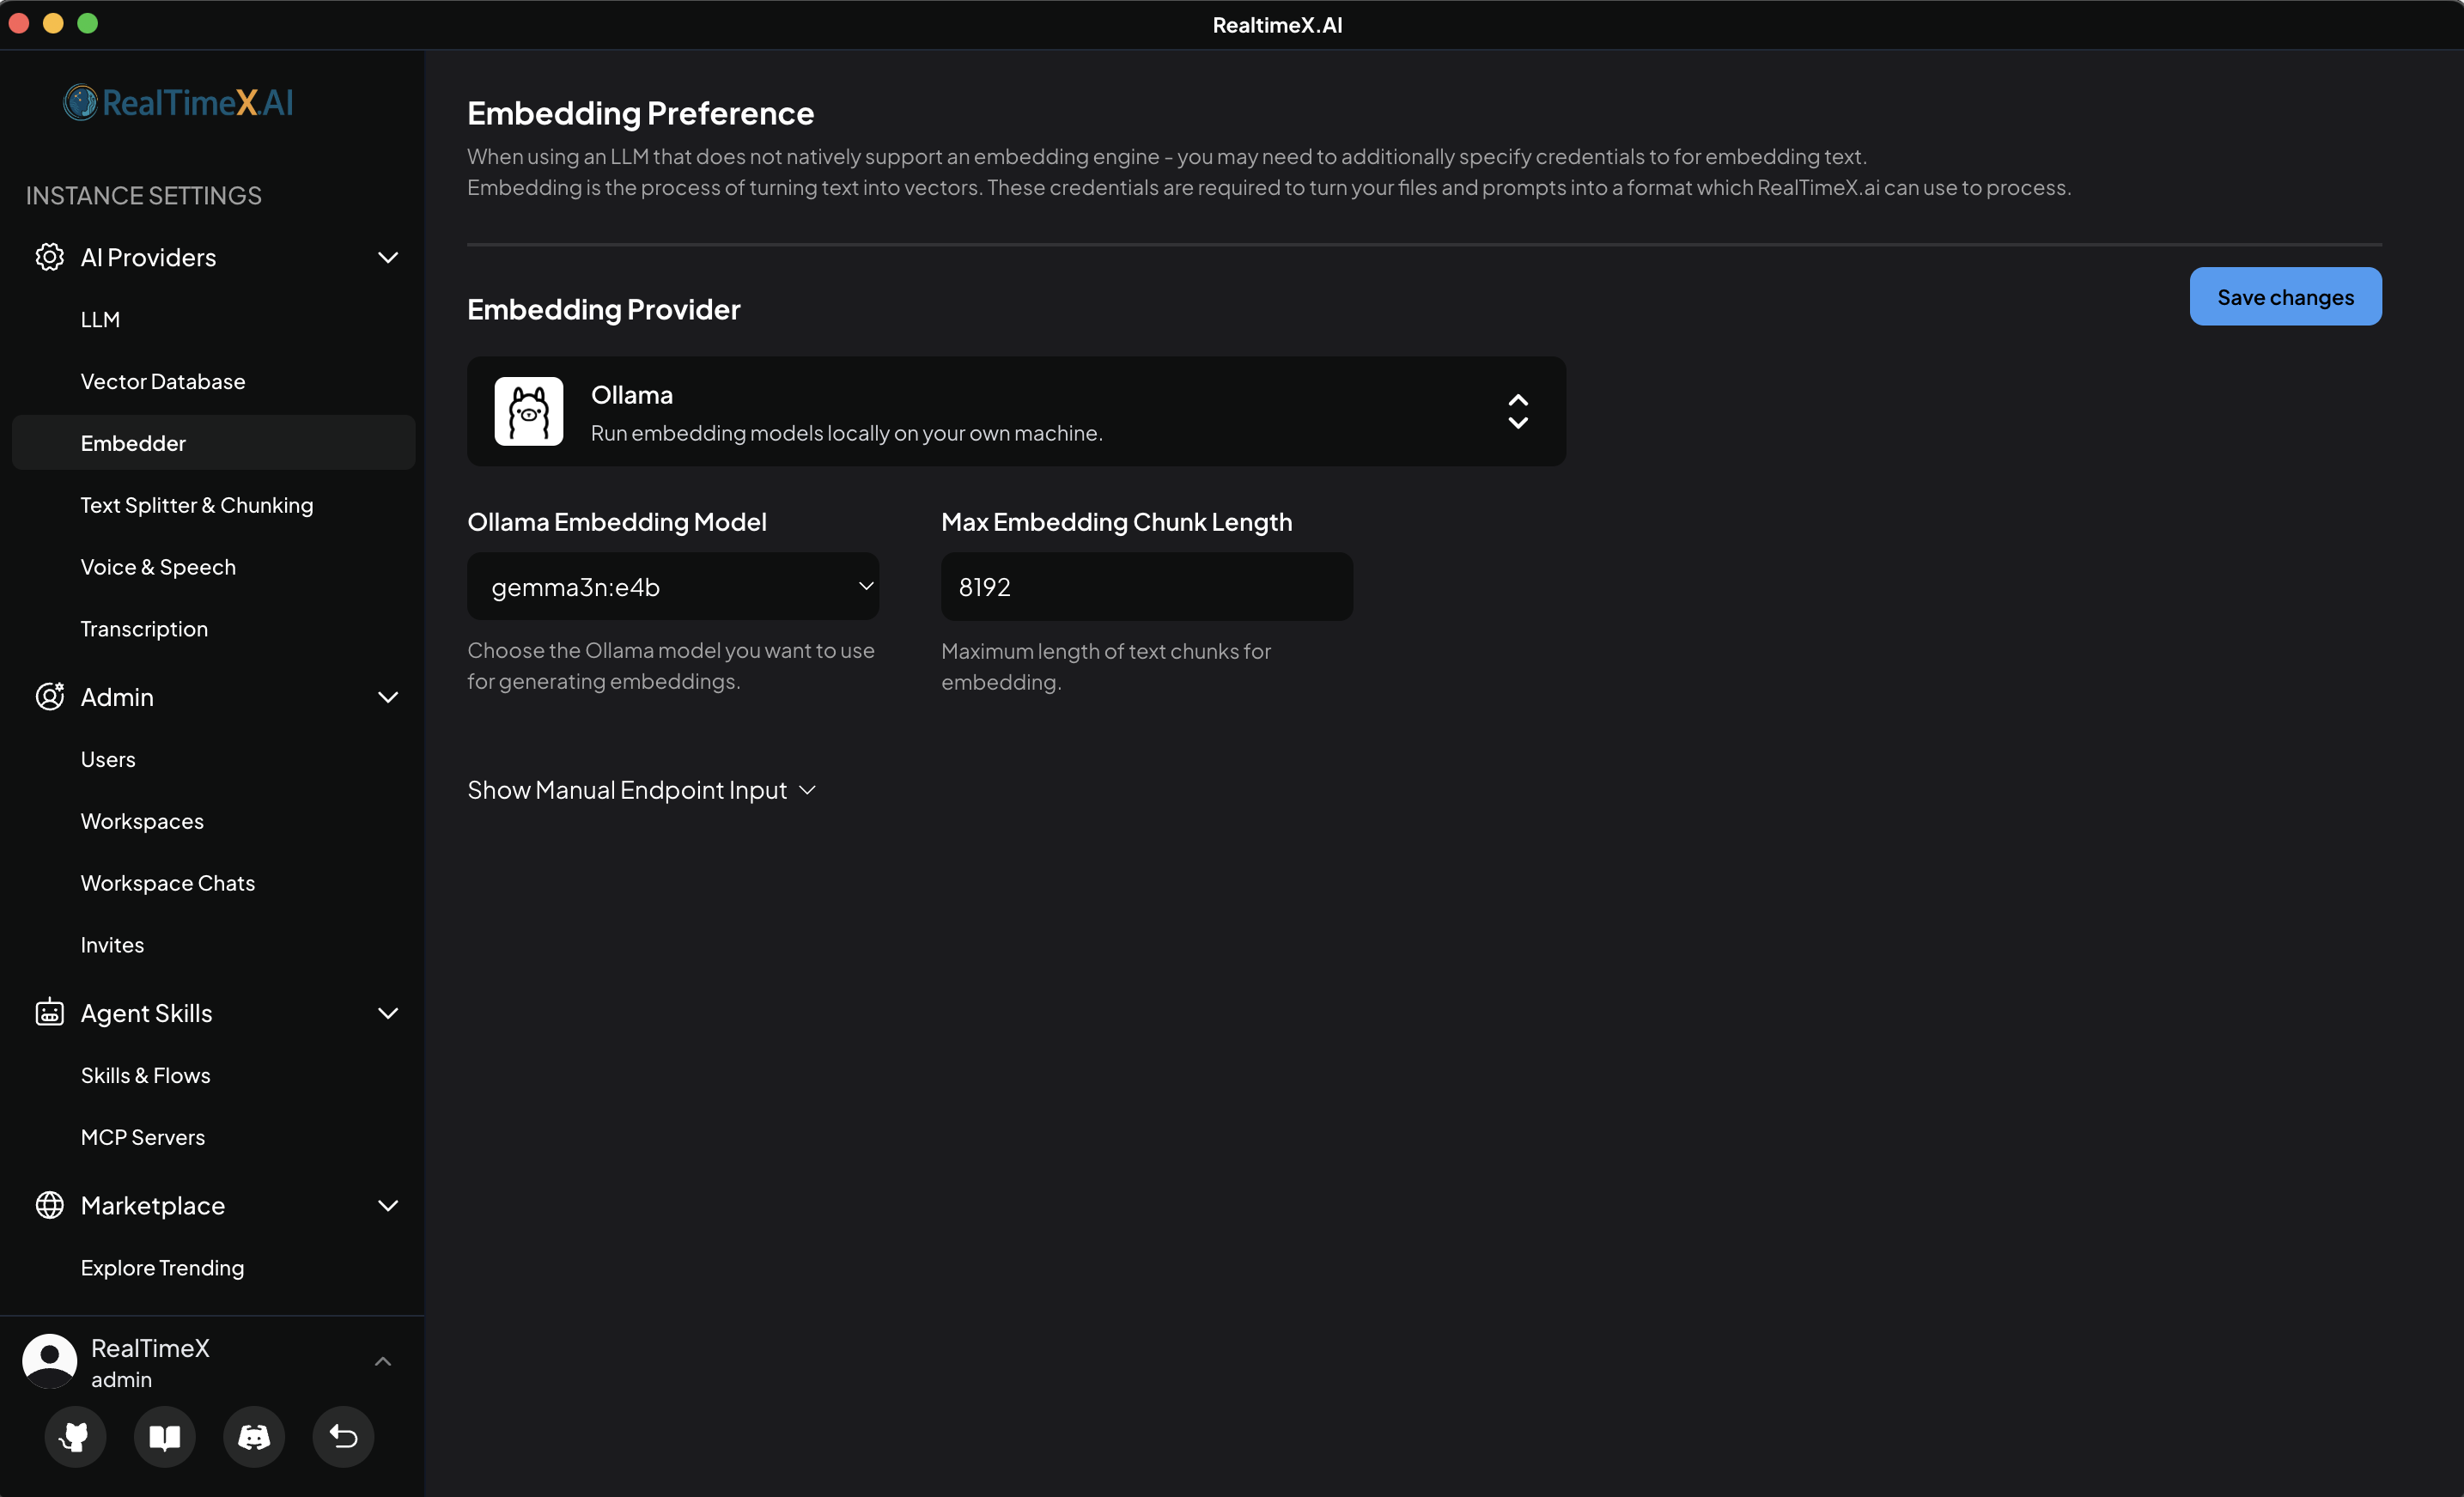 RealtimeX.AI
RealTimeX.AI
INSTANCE SETTINGS
AI Providers
LLM
Vector Database
Embedder
Text Splitter & Chunking
Voice & Speech
Transcription
Admin
Users
Workspaces
Workspace Chats
Invites
Agent Skills
Skills & Flows
MCP Servers
Marketplace
Explore Trending
RealTimeX
admin
Embedding Preference
When using an LLM that does not natively support an embedding engine - you may need to additionally specify credentials to for embedding text.
Embedding is the process of turning text into vectors. These credentials are required to turn your files and prompts into a format which RealTimeX.ai can use to process.
Save changes
Embedding Provider
Ollama
Run embedding models locally on your own machine.
Ollama Embedding Model
gemma3n:e4b
Choose the Ollama model you want to use
for generating embeddings.
Max Embedding Chunk Length
8192
Maximum length of text chunks for
embedding.
Show Manual Endpoint Input